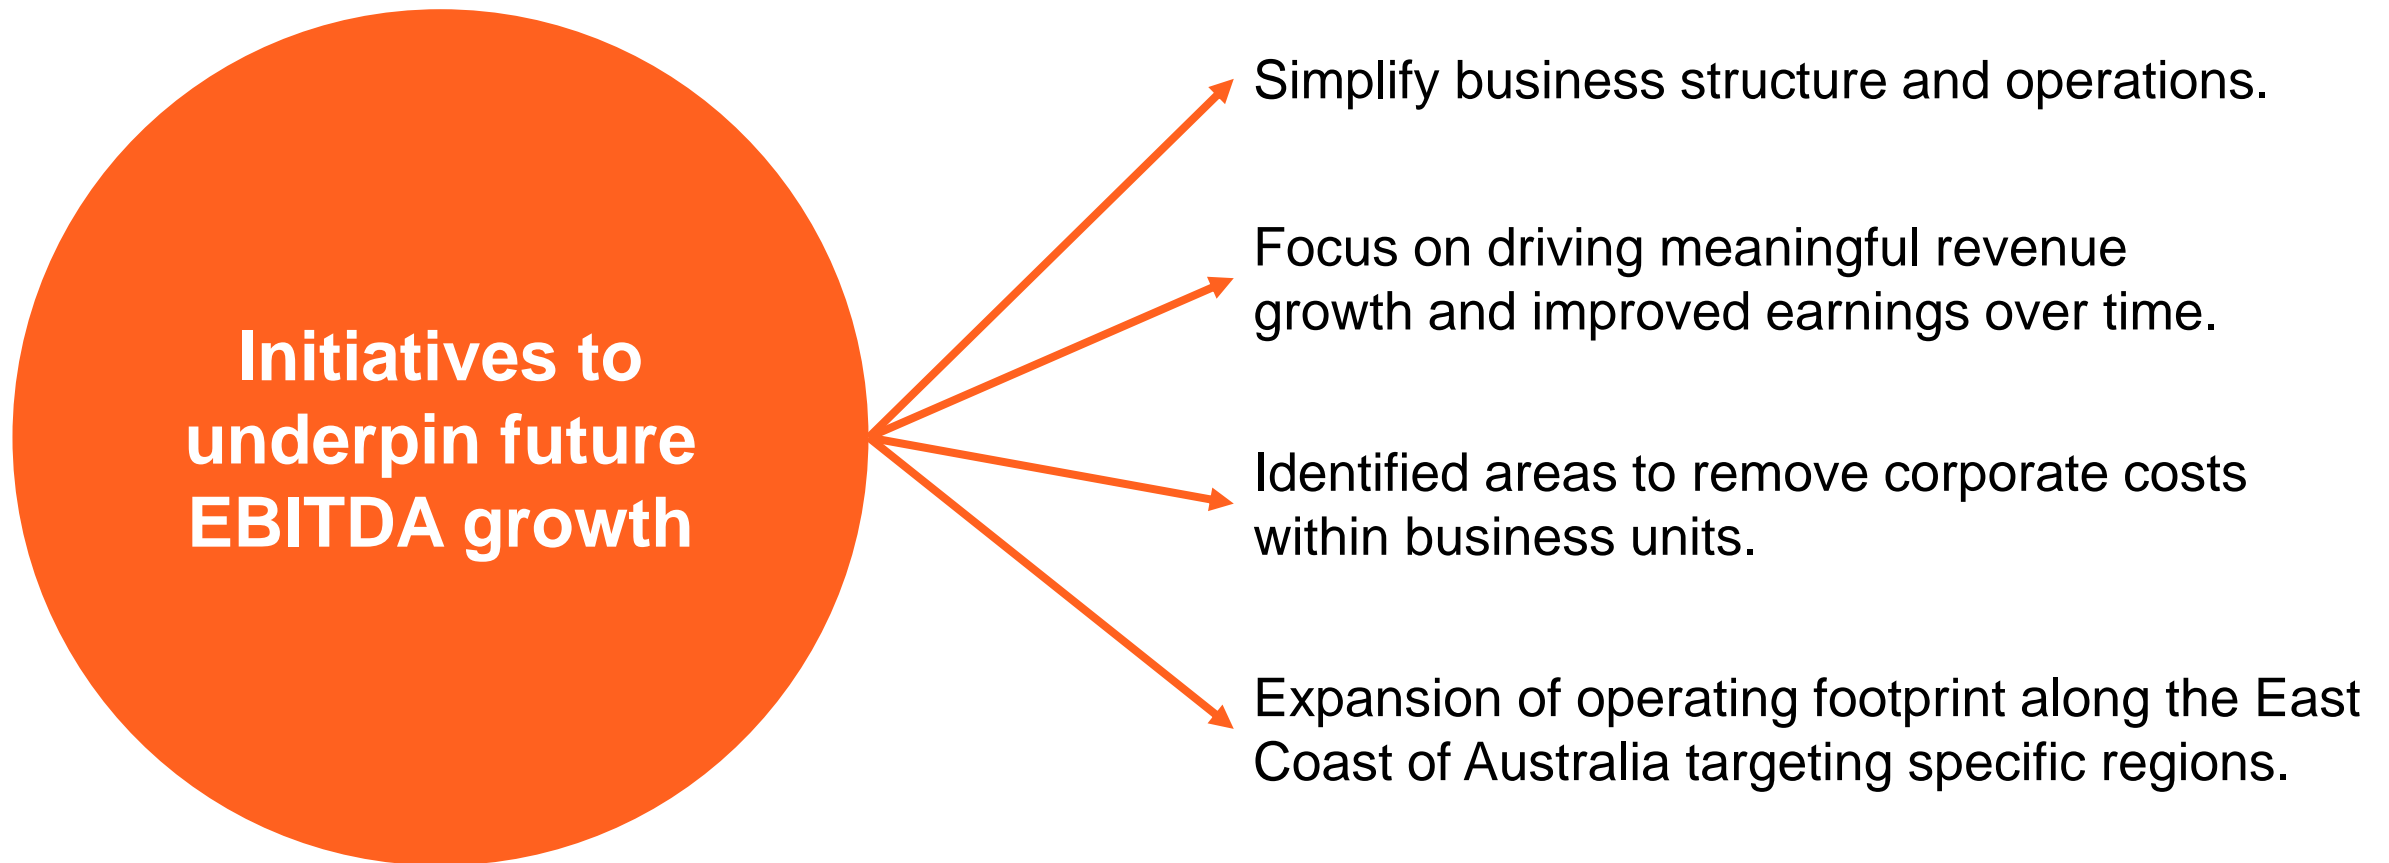 Initiatives to
underpin future
EBITDA growth
Simplify business structure and operations.
Focus on driving meaningful revenue
growth and improved earnings over time.
Identified areas to remove corporate costs
within business units.
Expansion of operating footprint along the East
Coast of Australia targeting specific regions.